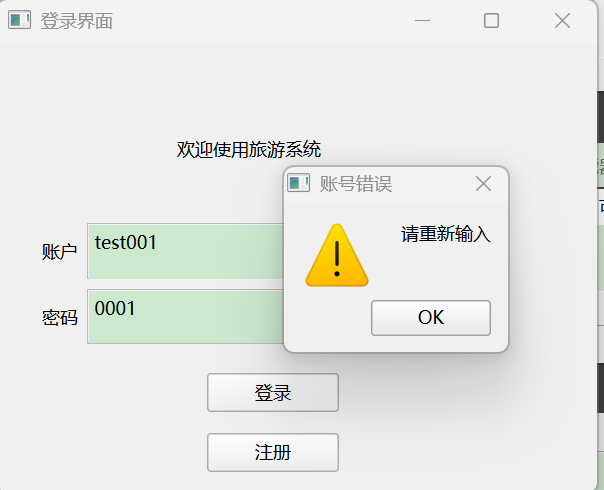 登录界面
欢迎使用旅游系统
账号错误
请重新输入
账户
test001
密码
0001
OK
登录
注册